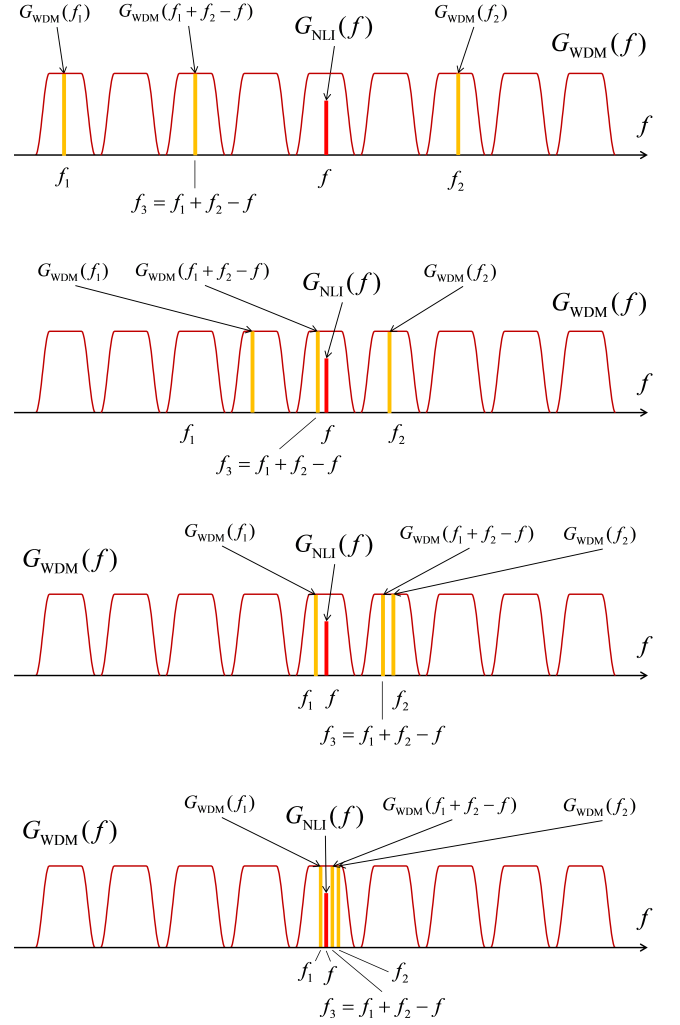 G_WDM(f_1) G_WDM(f_1 + f_2 − f) G_NLI(f) G_WDM(f_2) G_WDM(f)
f
f_1 f f_2
f_3 = f_1 + f_2 − f
G_WDM(f_1) G_WDM(f_1 + f_2 − f) G_NLI(f) G_WDM(f_2) G_WDM(f)
f
f_1 f f_2
f_3 = f_1 + f_2 − f
G_WDM(f) G_WDM(f_1) G_NLI(f) G_WDM(f_1 + f_2 − f) G_WDM(f_2)
f
f_1 f f_2
f_3 = f_1 + f_2 − f
G_WDM(f) G_WDM(f_1) G_NLI(f) G_WDM(f_1 + f_2 − f) G_WDM(f_2)
f
f_1 f f_2
f_3 = f_1 + f_2 − f